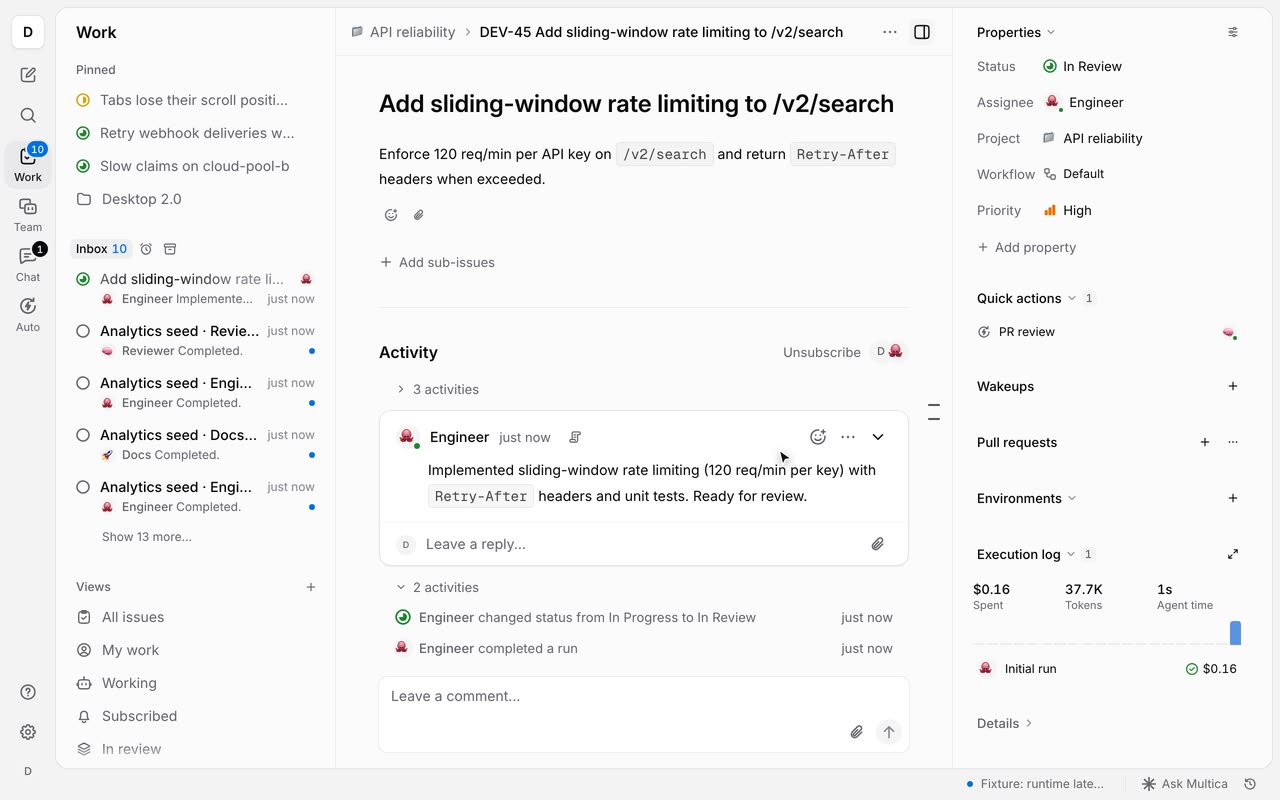 D
10
Work
Team
1
Chat
Auto
D
Work
Pinned
Tabs lose their scroll positi...
Retry webhook deliveries w...
Slow claims on cloud-pool-b
Desktop 2.0
Inbox 10
Add sliding-window rate li...
Engineer Implemente... just now
Analytics seed · Revie... just now
Reviewer Completed.
Analytics seed · Engi... just now
Engineer Completed.
Analytics seed · Docs... just now
Docs Completed.
Analytics seed · Engi... just now
Engineer Completed.
Show 13 more...
Views
All issues
My work
Working
Subscribed
In review
API reliability › DEV-45 Add sliding-window rate limiting to /v2/search
Add sliding-window rate limiting to /v2/search
Enforce 120 req/min per API key on /v2/search and return Retry-After
headers when exceeded.
Add sub-issues
Activity
Unsubscribe D
3 activities
Engineer just now
Implemented sliding-window rate limiting (120 req/min per key) with
Retry-After headers and unit tests. Ready for review.
D Leave a reply...
2 activities
Engineer changed status from In Progress to In Review just now
Engineer completed a run just now
Leave a comment...
Properties
Status In Review
Assignee Engineer
Project API reliability
Workflow Default
Priority High
Add property
Quick actions 1
PR review
Wakeups
Pull requests
Environments
Execution log 1
$0.16 37.7K 1s
Spent Tokens Agent time
Initial run $0.16
Details
Fixture: runtime late... Ask Multica